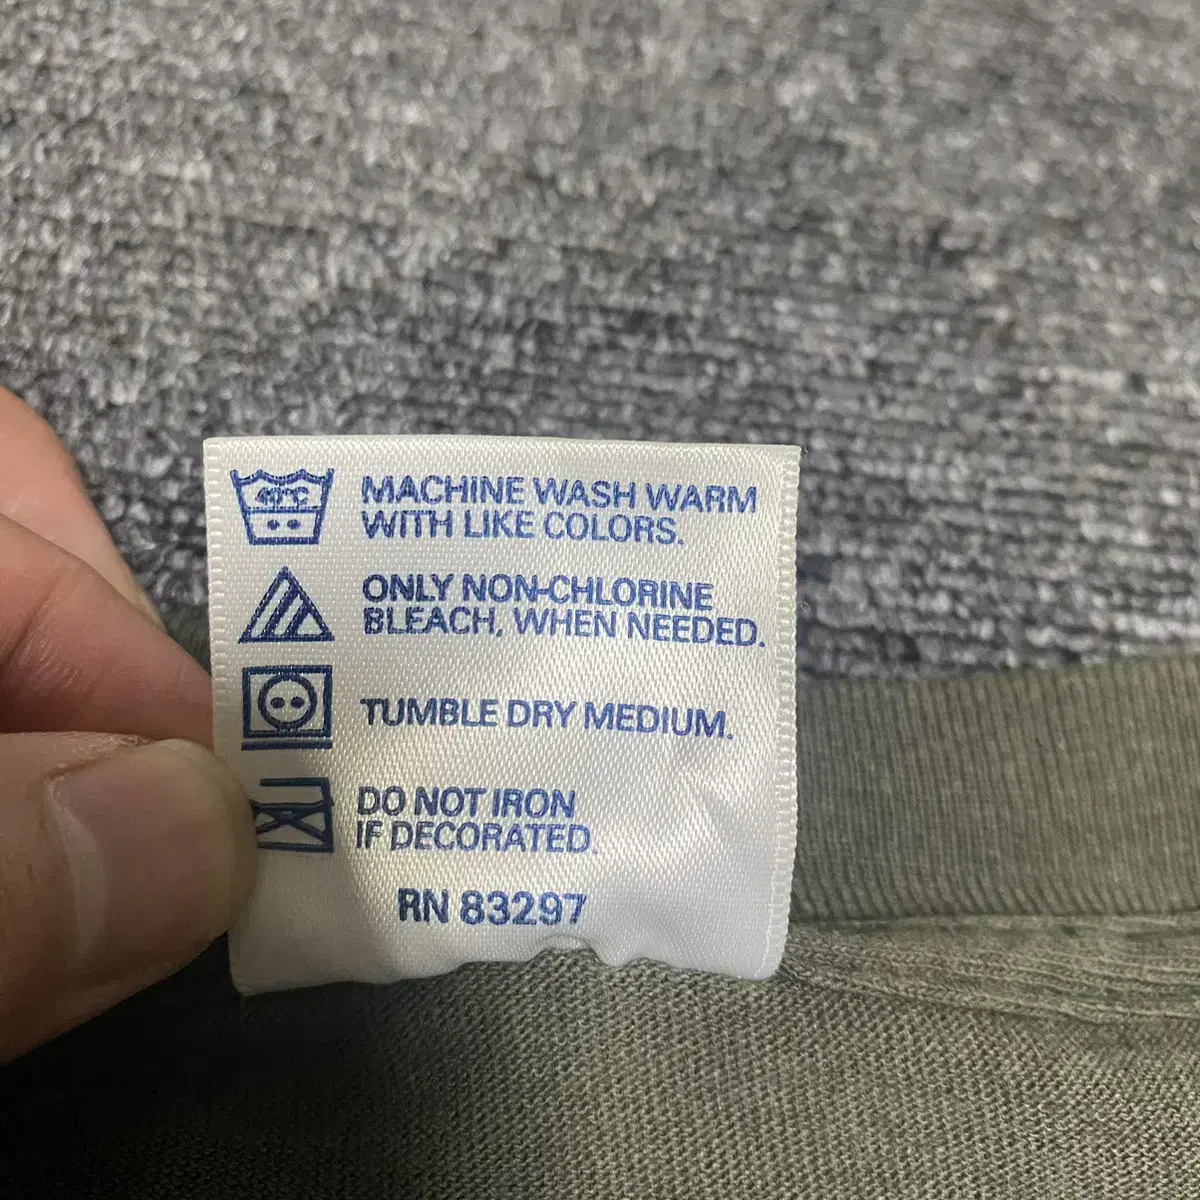 40°C
MACHINE WASH WARM
WITH LIKE COLORS.
ONLY NON-CHLORINE
BLEACH, WHEN NEEDED.
TUMBLE DRY MEDIUM.
DO NOT IRON
IF DECORATED.
RN 83297